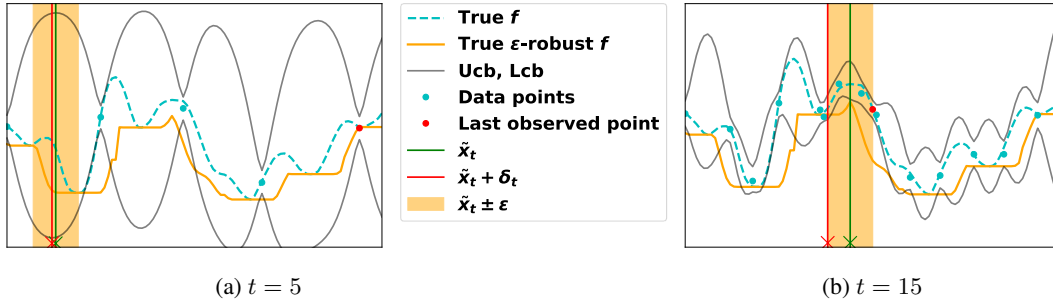 True f
True ε-robust f
Ucb, Lcb
Data points
Last observed point
x̃ₜ
x̃ₜ + δₜ
x̃ₜ ± ε
(a) t = 5
(b) t = 15